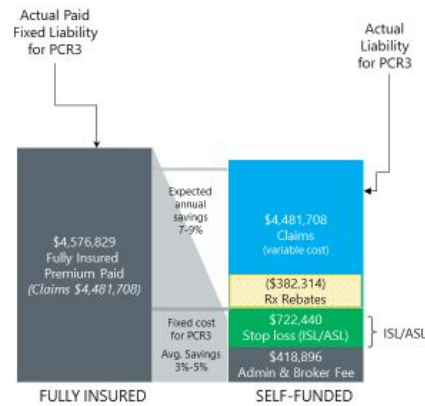 Actual Paid
Fixed Liability
for PCR3
Actual
Liability
for PCR3
$4,576,829
Fully Insured
Premium Paid
(Claims $4,481,708)
Expected
annual
savings
7-9%
Fixed cost
for PCR3
Avg. Savings
3%-5%
$4,481,708
Claims
(variable cost)
($382,314)
Rx Rebates
$722,440
Stop loss (ISL/ASL)
$418,896
Admin & Broker Fee
ISL/ASL
FULLY INSURED
SELF-FUNDED